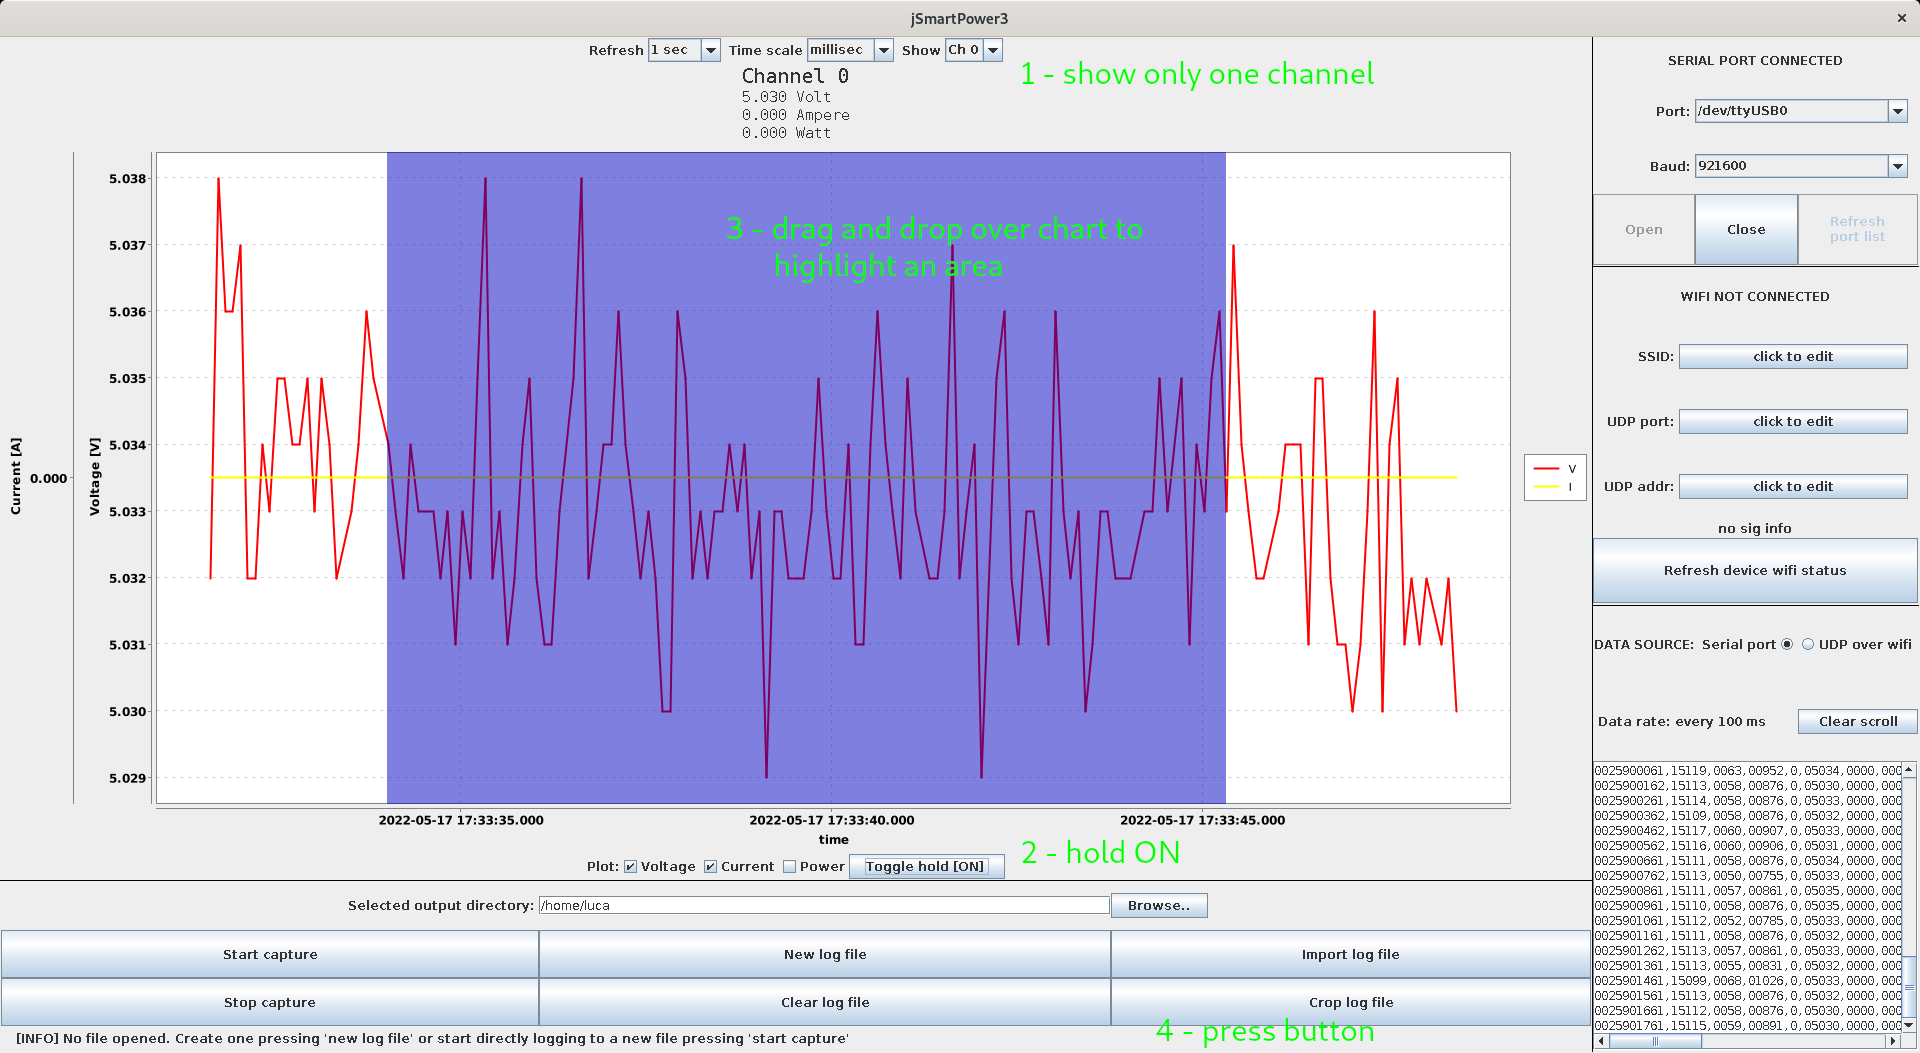 jSmartPower3
Refresh 1 sec Time scale millisec Show Ch 0
Channel 0
5.030 Volt
0.000 Ampere
0.000 Watt
1 - show only one channel
3 - drag and drop over chart to
highlight an area
5.038
5.037
5.036
5.035
5.034
5.033
5.032
5.031
5.030
5.029
Current [A]
0.000
Voltage [V]
V
I
2022-05-17 17:33:35.000 2022-05-17 17:33:40.000 2022-05-17 17:33:45.000
time
2 - hold ON
Plot: Voltage Current Power Toggle hold [ON]
Selected output directory: /home/luca Browse..
Start capture New log file Import log file
Stop capture Clear log file Crop log file
4 - press button
[INFO] No file opened. Create one pressing 'new log file' or start directly logging to a new file pressing 'start capture'
SERIAL PORT CONNECTED
Port: /dev/ttyUSB0
Baud: 921600
Open Close Refresh
port list
WIFI NOT CONNECTED
SSID: click to edit
UDP port: click to edit
UDP addr: click to edit
no sig info
Refresh device wifi status
DATA SOURCE: Serial port UDP over wifi
Data rate: every 100 ms Clear scroll
0025900061,15119,0063,00952,0,05034,0000,000
0025900162,15113,0058,00876,0,05030,0000,000
0025900261,15114,0058,00876,0,05033,0000,000
0025900362,15109,0058,00876,0,05032,0000,000
0025900462,15117,0060,00907,0,05033,0000,000
0025900562,15116,0060,00906,0,05031,0000,000
0025900661,15111,0058,00876,0,05034,0000,000
0025900762,15113,0050,00755,0,05033,0000,000
0025900861,15111,0057,00861,0,05035,0000,000
0025900961,15110,0058,00876,0,05035,0000,000
0025901061,15112,0052,00785,0,05033,0000,000
0025901161,15111,0058,00876,0,05032,0000,000
0025901262,15113,0057,00861,0,05033,0000,000
0025901361,15113,0055,00831,0,05032,0000,000
0025901461,15099,0068,01026,0,05033,0000,000
0025901561,15113,0058,00876,0,05032,0000,000
0025901661,15112,0058,00876,0,05030,0000,000
0025901761,15115,0059,00891,0,05030,0000,000